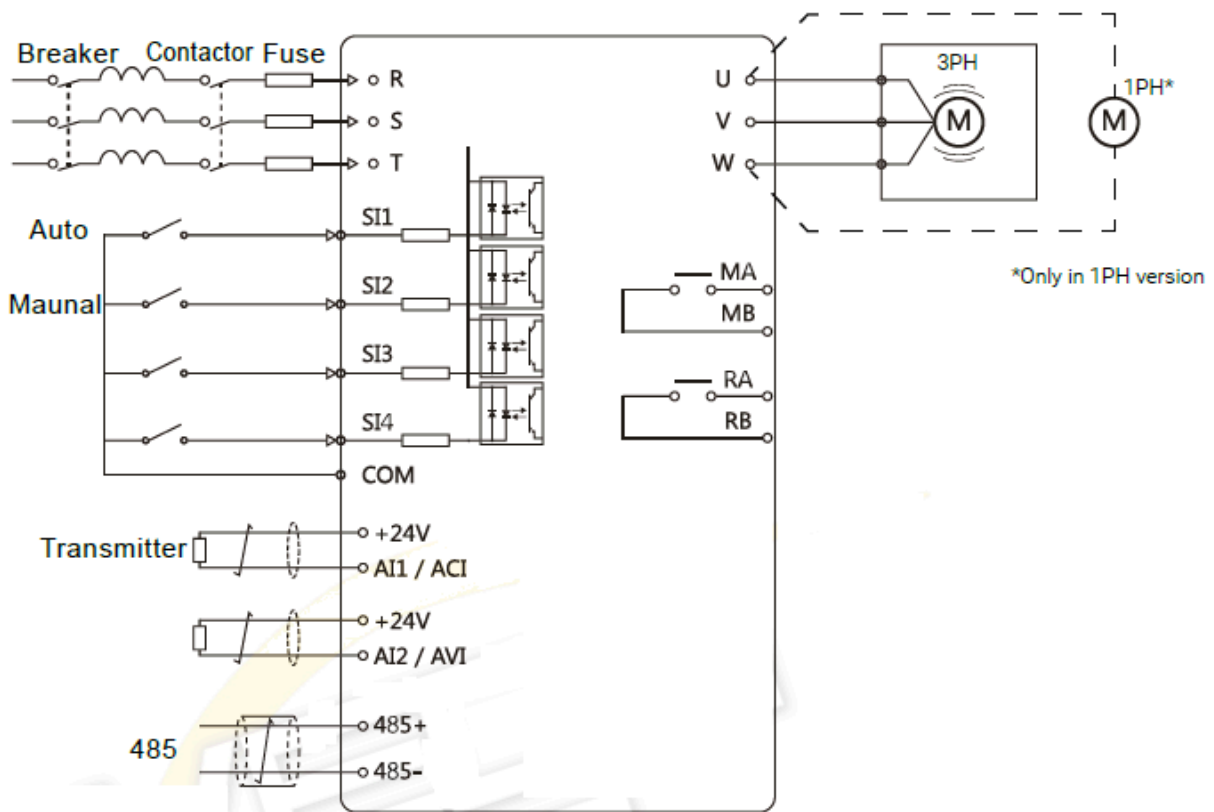 Breaker Contactor Fuse
R
S
T
U
V
W
3PH
M
1PH*
M
*Only in 1PH version
Auto
Maunal
SI1
SI2
SI3
SI4
COM
MA
MB
RA
RB
Transmitter
+24V
AI1 / ACI
+24V
AI2 / AVI
485
485+
485-